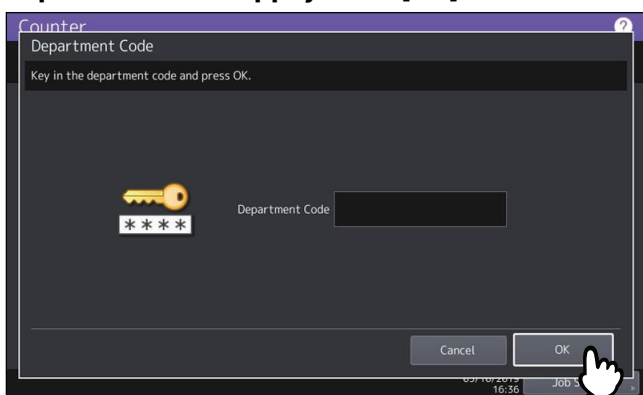 Counter
?
Department Code
Key in the department code and press OK.
Department Code
****
Cancel
OK
16:36